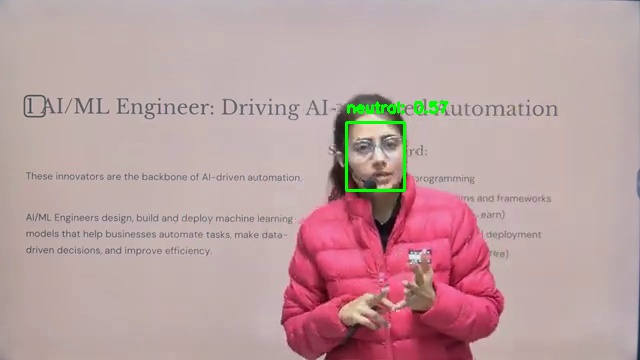 1 AI/ML Engineer: Driving AI- Automation
neutral: 0.57
These innovators are the backbone of AI-driven automation.
programming
and frameworks
AI/ML Engineers design, build and deploy machine learning
models that help businesses automate tasks, make data-
driven decisions, and improve efficiency.
deployment